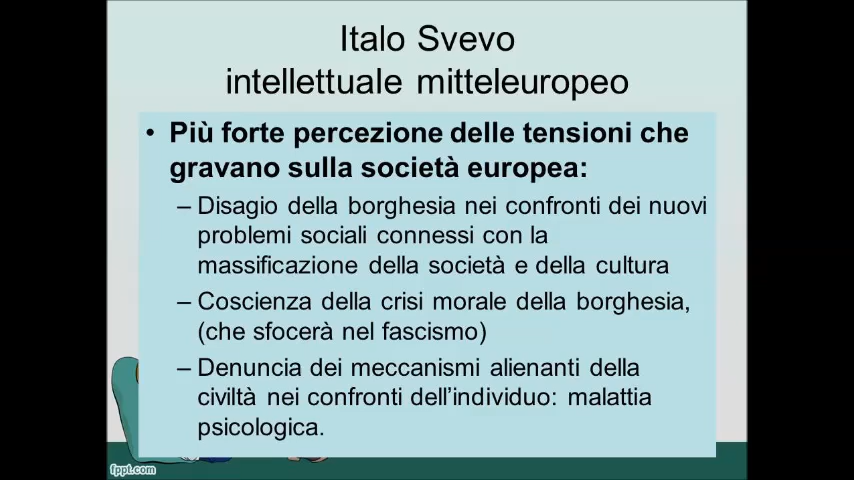 Italo Svevo
intellettuale mitteleuropeo
• Più forte percezione delle tensioni che
gravano sulla società europea:
– Disagio della borghesia nei confronti dei nuovi
problemi sociali connessi con la
massificazione della società e della cultura
– Coscienza della crisi morale della borghesia,
(che sfocerà nel fascismo)
– Denuncia dei meccanismi alienanti della
civiltà nei confronti dell’individuo: malattia
psicologica.
fppt.com